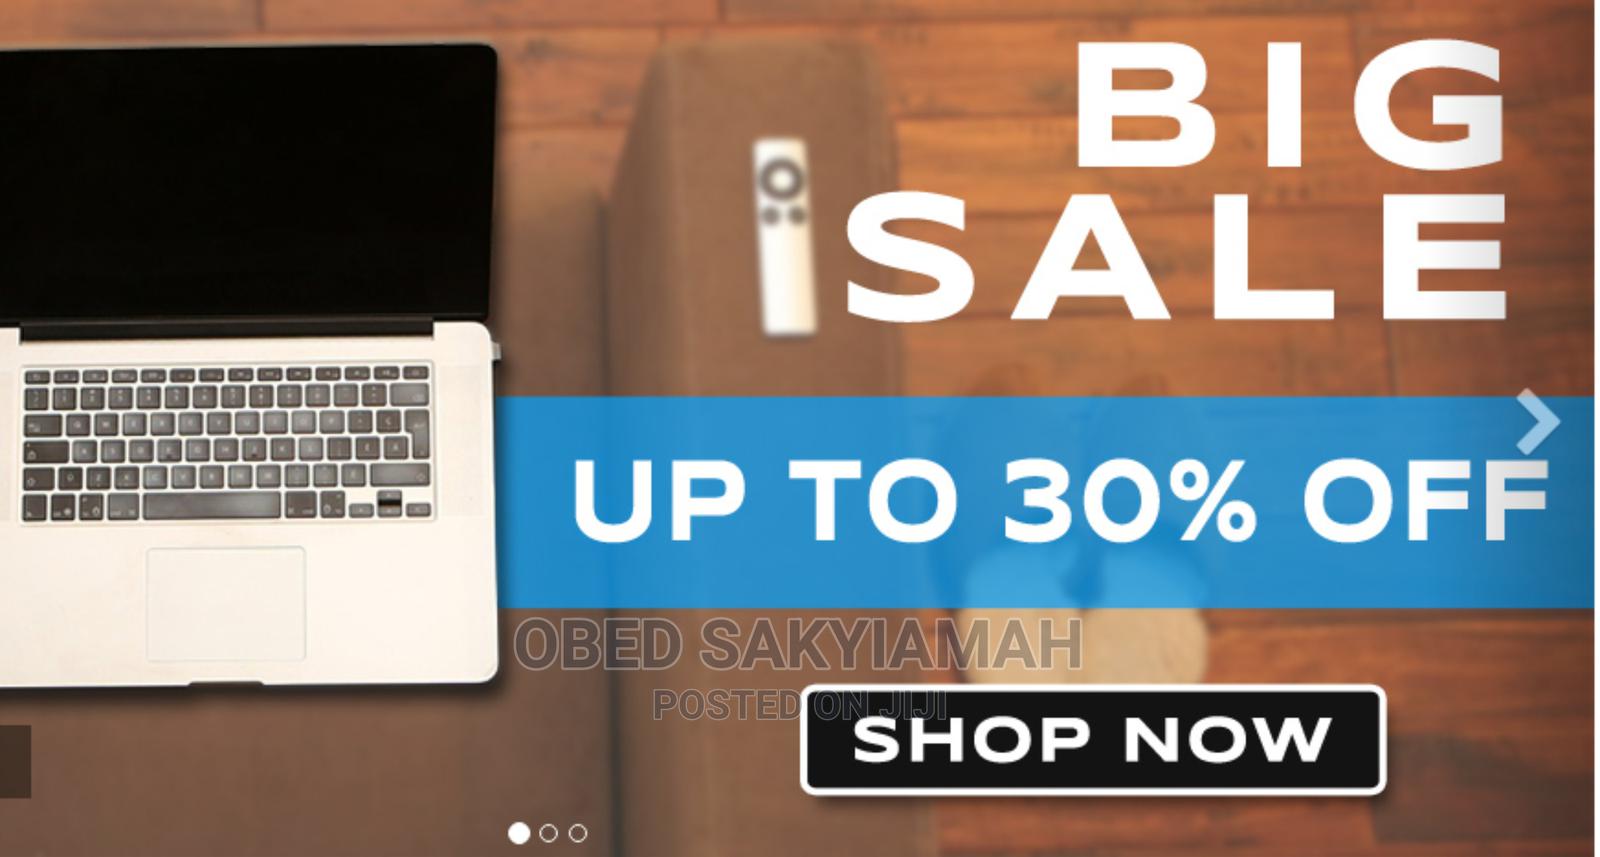 BIG
SALE
UP TO 30% OFF
OBED SAKYIAMAH
POSTED ON JIJI
SHOP NOW